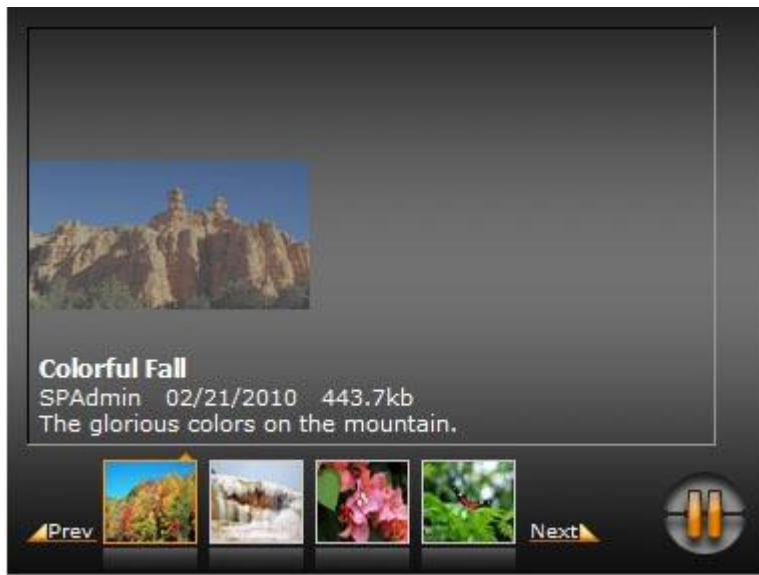 Colorful Fall
SPAdmin 02/21/2010 443.7kb
The glorious colors on the mountain.
Prev Next